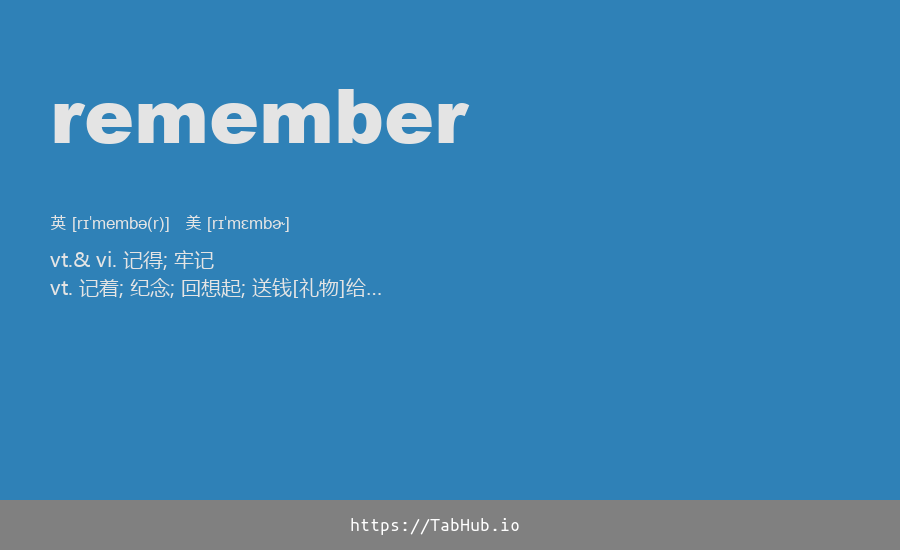 remember
英 [rɪˈmembə(r)] 美 [rɪˈmɛmbɚ]
vt.& vi. 记得; 牢记
vt. 记着; 纪念; 回想起; 送钱[礼物]给…
https://TabHub.io